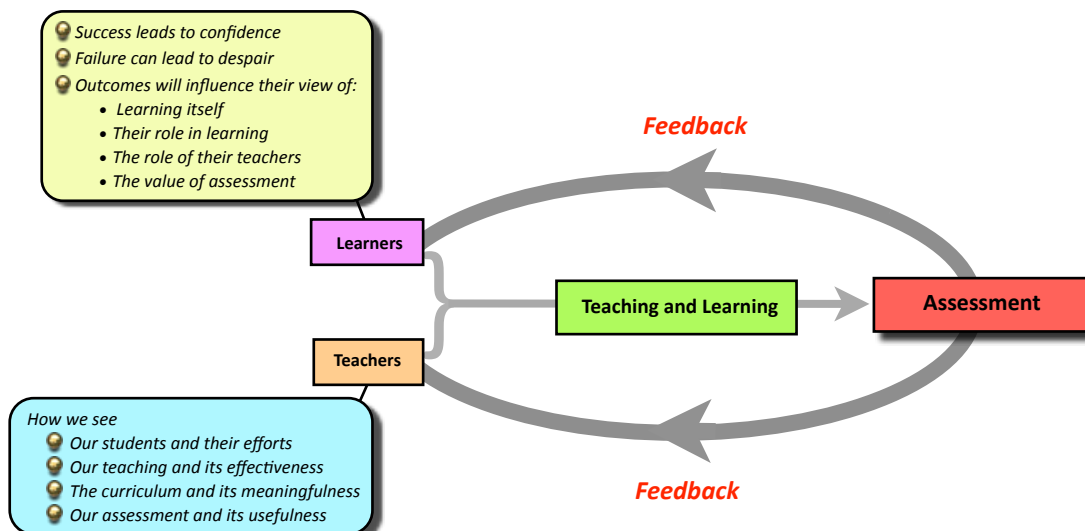 Success leads to confidence
Failure can lead to despair
Outcomes will influence their view of:
• Learning itself
• Their role in learning
• The role of their teachers
• The value of assessment
Feedback
Learners
Teaching and Learning
Assessment
Teachers
How we see
Our students and their efforts
Our teaching and its effectiveness
The curriculum and its meaningfulness
Our assessment and its usefulness
Feedback